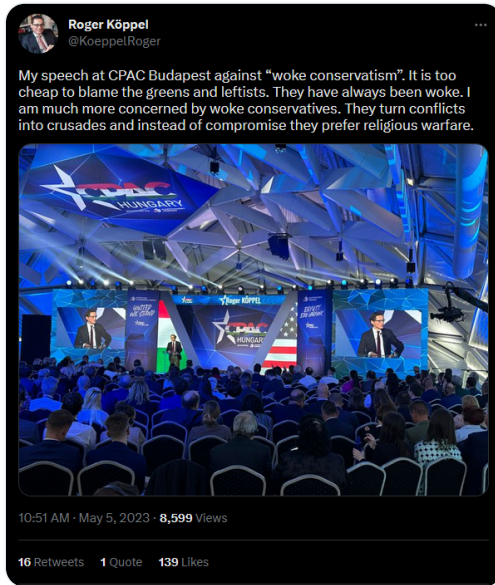 Roger Köppel
@KoeppelRoger
My speech at CPAC Budapest against “woke conservatism”. It is too
cheap to blame the greens and leftists. They have always been woke. I
am much more concerned by woke conservatives. They turn conflicts
into crusades and instead of compromise they prefer religious warfare.
CPAC
HUNGARY
Roger KÖPPEL
UNITED
WE STAND
CPAC
HUNGARY
10:51 AM · May 5, 2023 · 8,599 Views
16 Retweets 1 Quote 139 Likes